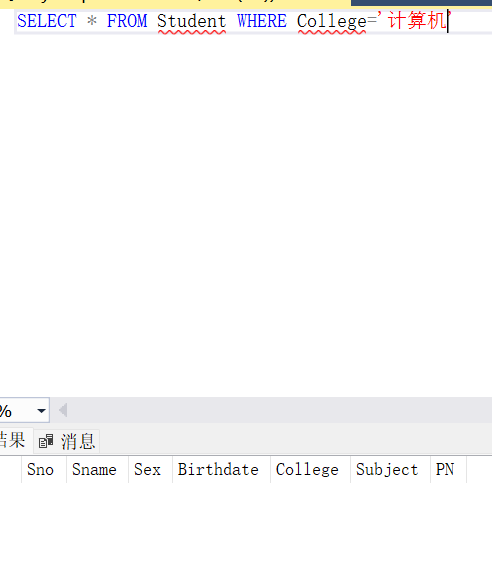 SELECT * FROM Student WHERE College='计算机'
%
结果 消息
Sno Sname Sex Birthdate College Subject PN